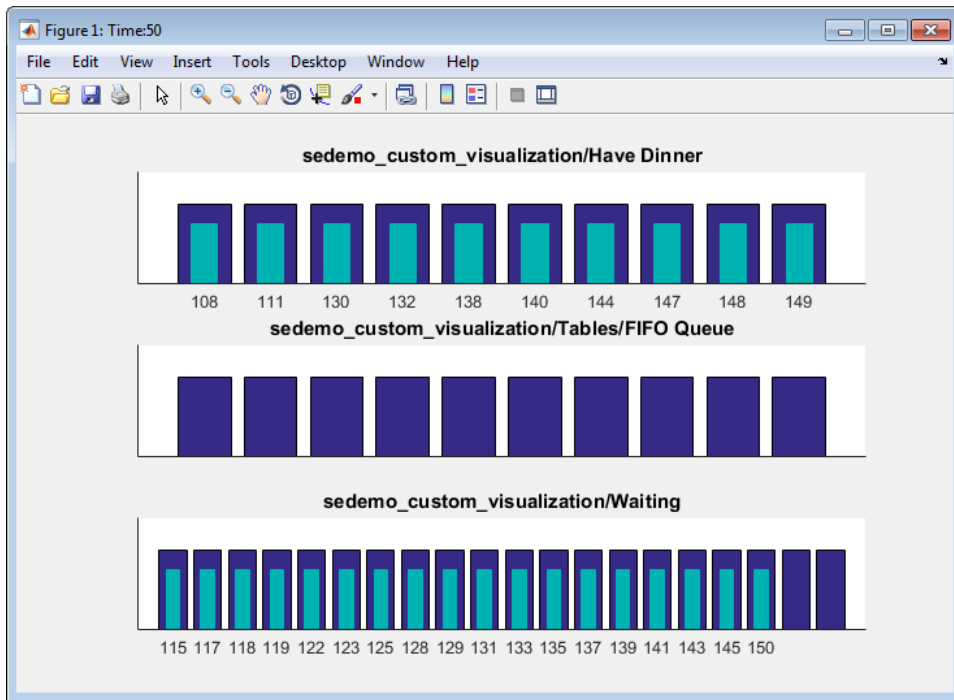 Figure 1: Time:50
File Edit View Insert Tools Desktop Window Help
sedemo_custom_visualization/Have Dinner
108 111 130 132 138 140 144 147 148 149
sedemo_custom_visualization/Tables/FIFO Queue
sedemo_custom_visualization/Waiting
115 117 118 119 122 123 125 128 129 131 133 135 137 139 141 143 145 150